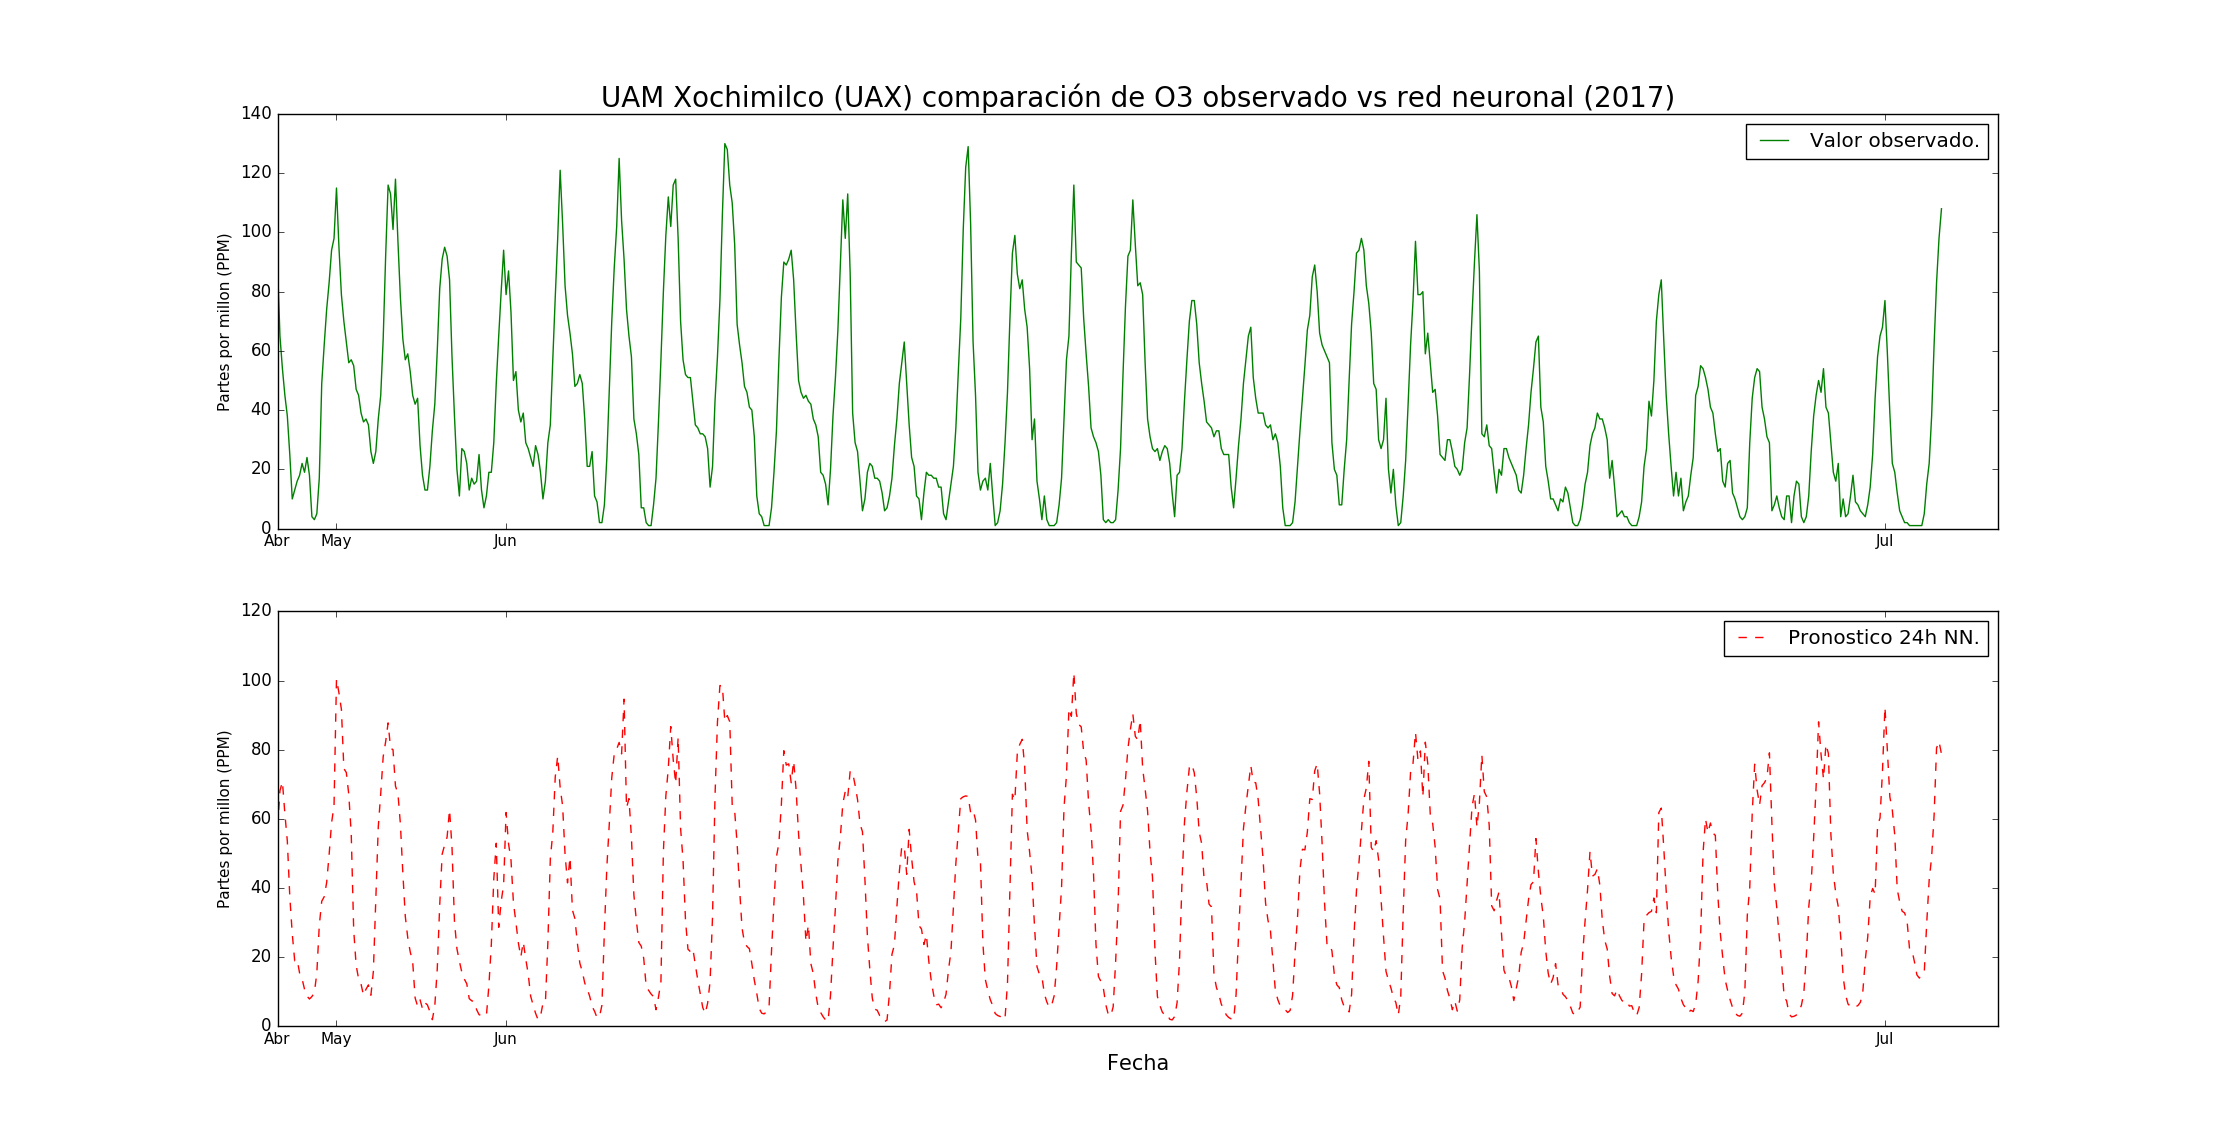 UAM Xochimilco (UAX) comparación de O3 observado vs red neuronal (2017)
140
120
100
80
60
40
20
0
Partes por millon (PPM)
Valor observado.
Abr May Jun Jul
120
100
80
60
40
20
0
Partes por millon (PPM)
Pronostico 24h NN.
Abr May Jun Jul
Fecha